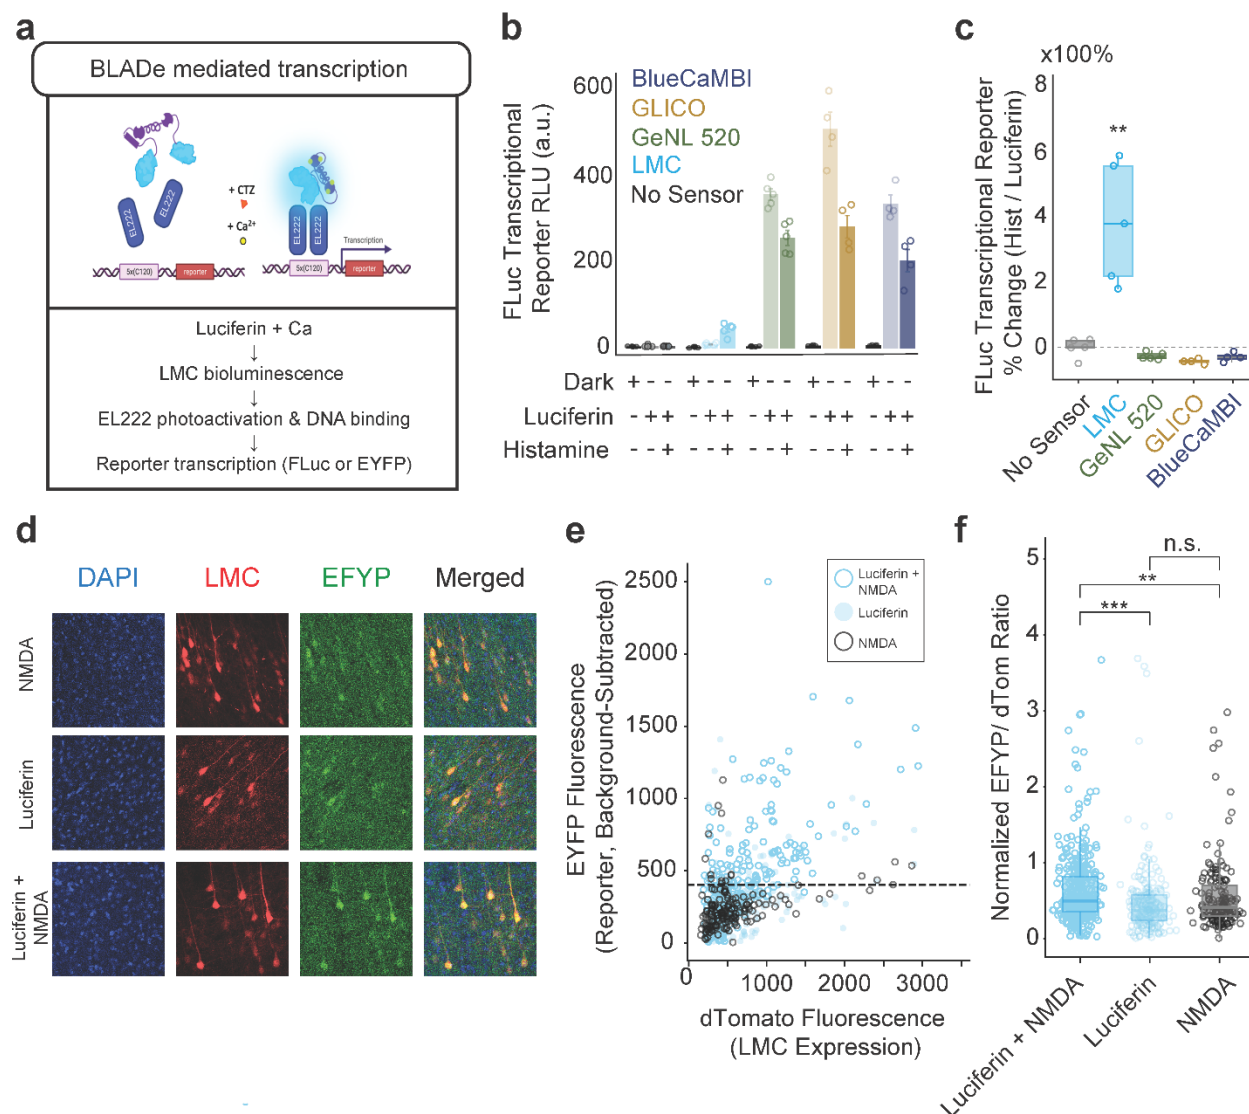 a
BLADe mediated transcription
EL222
EL222
+ CTZ
+ Ca²⁺
EL222
EL222
Transcription
5x(C120)
reporter
5x(C120)
reporter
Luciferin + Ca
↓
LMC bioluminescence
↓
EL222 photoactivation & DNA binding
↓
Reporter transcription (FLuc or EYFP)
b
FLuc Transcriptional
Reporter RLU (a.u.)
600
400
200
0
BlueCaMBI
GLICO
GeNL 520
LMC
No Sensor
Dark + - - + - - + - - + - - + - -
Luciferin - + + - + + - + + - + + - + +
Histamine - - + - - + - - + - - + - - +
c
x100%
FLuc Transcriptional Reporter
% Change (Hist / Luciferin)
8
6
4
2
0
**
No Sensor
LMC
GeNL 520
GLICO
BlueCaMBI
d
DAPI LMC EFYP Merged
NMDA
Luciferin
Luciferin +
NMDA
e
EYFP Fluorescence
(Reporter, Background-Subtracted)
2500
2000
1500
1000
500
0
Luciferin +
NMDA
Luciferin
NMDA
0 1000 2000 3000
dTomato Fluorescence
(LMC Expression)
f
Normalized EFYP/ dTom Ratio
5
4
3
2
1
0
n.s.
**
***
Luciferin + NMDA
Luciferin
NMDA